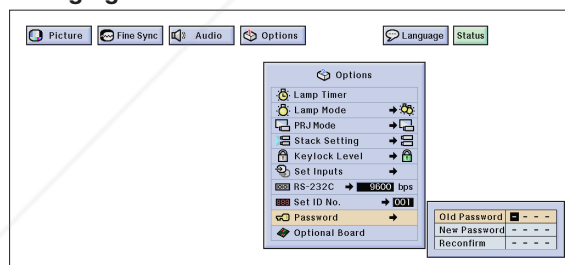 Picture Fine Sync Audio Options Language Status
Options
Lamp Timer
Lamp Mode
PRJ Mode
Stack Setting
Keylock Level
Set Inputs
RS-232C 9600 bps
Set ID No. 001
Password
Optional Board
Old Password - - - -
New Password - - - -
Reconfirm - - - -